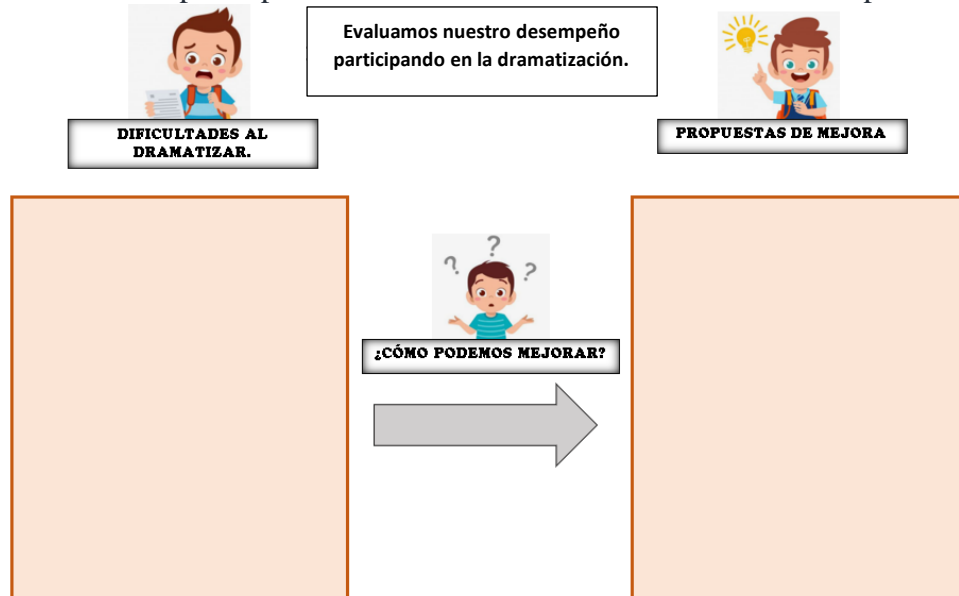 Evaluamos nuestro desempeño
participando en la dramatización.
DIFICULTADES AL
DRAMATIZAR.
PROPUESTAS DE MEJORA
? ? ?
¿CÓMO PODEMOS MEJORAR?